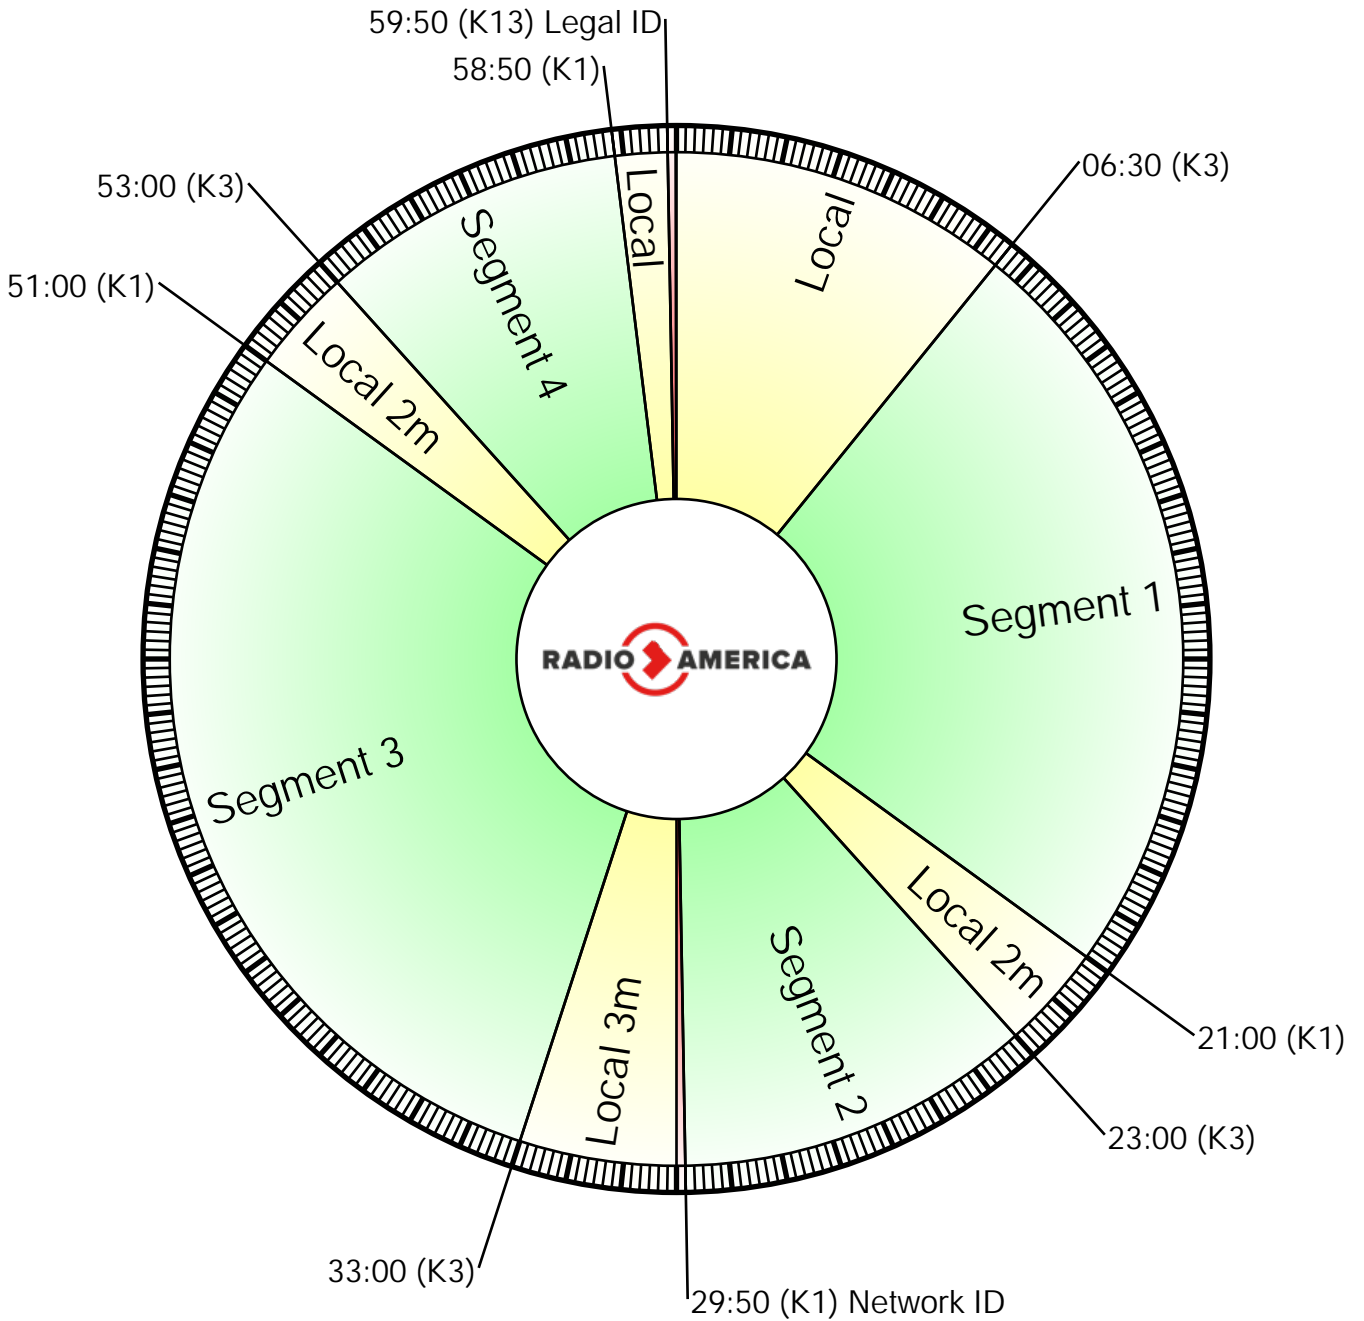 59:50 (K13) Legal ID
58:50 (K1)
53:00 (K3)
06:30 (K3)
51:00 (K1)
Local
Local
Segment 4
Local 2m
Segment 1
RADIO AMERICA
Segment 3
Local 2m
Segment 2
Local 3m
21:00 (K1)
23:00 (K3)
33:00 (K3)
29:50 (K1) Network ID